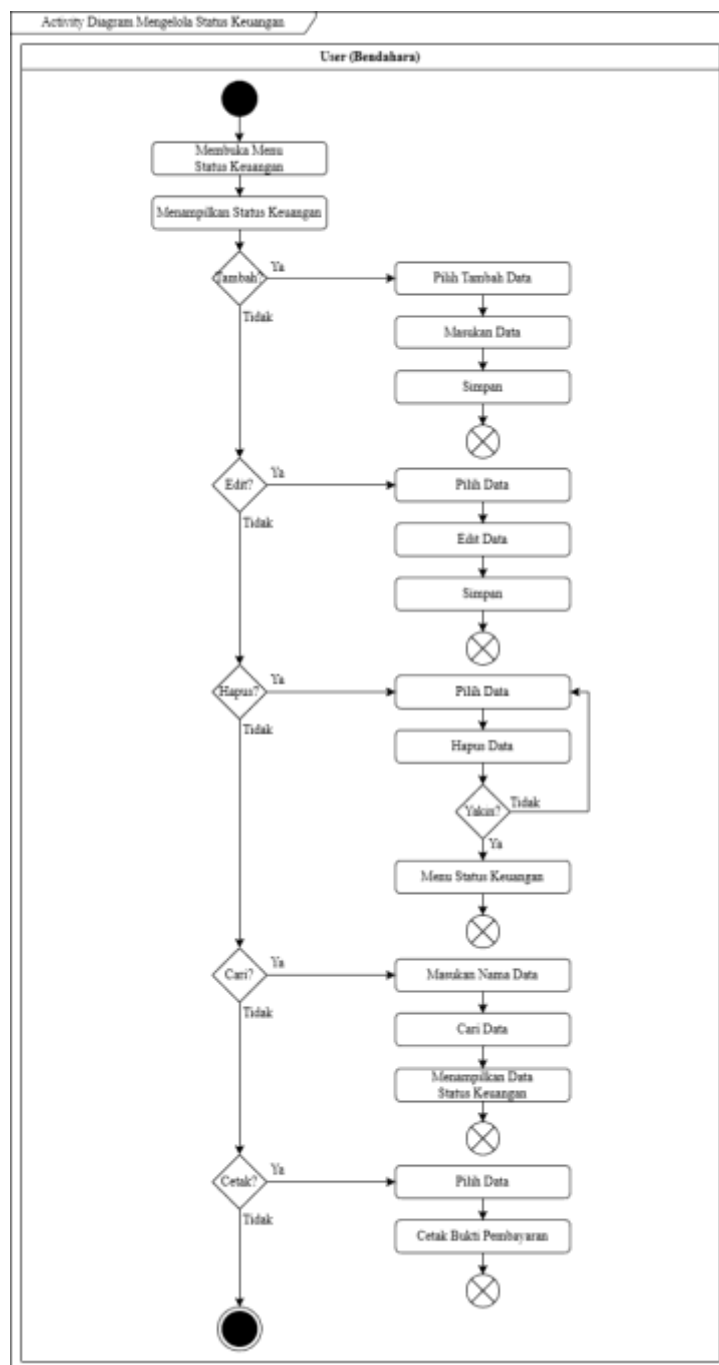 Activity Diagram Mengelola Status Keuangan
User (Bendahara)
Membuka Menu
Status Keuangan
Menampilkan Status Keuangan
Tambah?
Ya
Pilih Tambah Data
Tidak
Masukan Data
Simpan
Edit?
Ya
Pilih Data
Tidak
Edit Data
Simpan
Hapus?
Ya
Pilih Data
Tidak
Hapus Data
Yakin?
Tidak
Ya
Menu Status Keuangan
Cari?
Ya
Masukan Nama Data
Tidak
Cari Data
Menampilkan Data
Status Keuangan
Cetak?
Ya
Pilih Data
Tidak
Cetak Bukti Pembayaran